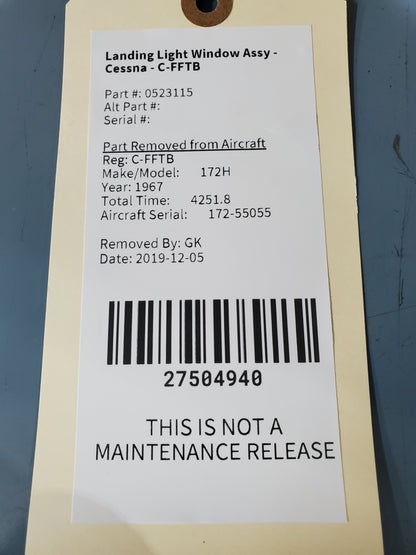 Landing Light Window Assy -
Cessna - C-FFTB
Part #: 0523115
Alt Part #:
Serial #:
Part Removed from Aircraft
Reg: C-FFTB
Make/Model: 172H
Year: 1967
Total Time: 4251.8
Aircraft Serial: 172-55055
Removed By: GK
Date: 2019-12-05
27504940
THIS IS NOT A
MAINTENANCE RELEASE